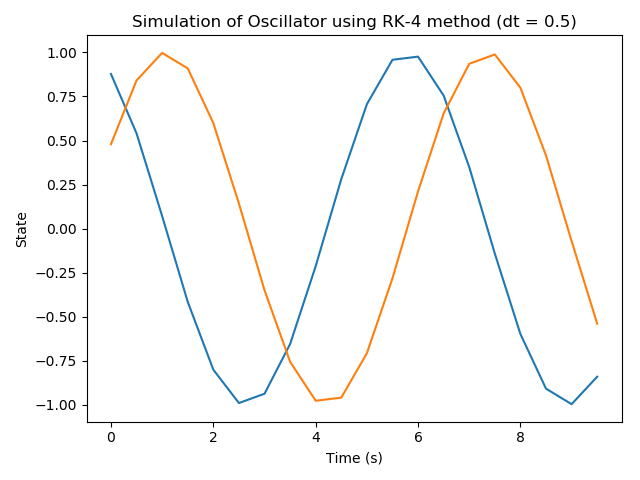 Simulation of Oscillator using RK-4 method (dt = 0.5)
1.00
0.75
0.50
0.25
0.00
−0.25
−0.50
−0.75
−1.00
State
0 2 4 6 8
Time (s)